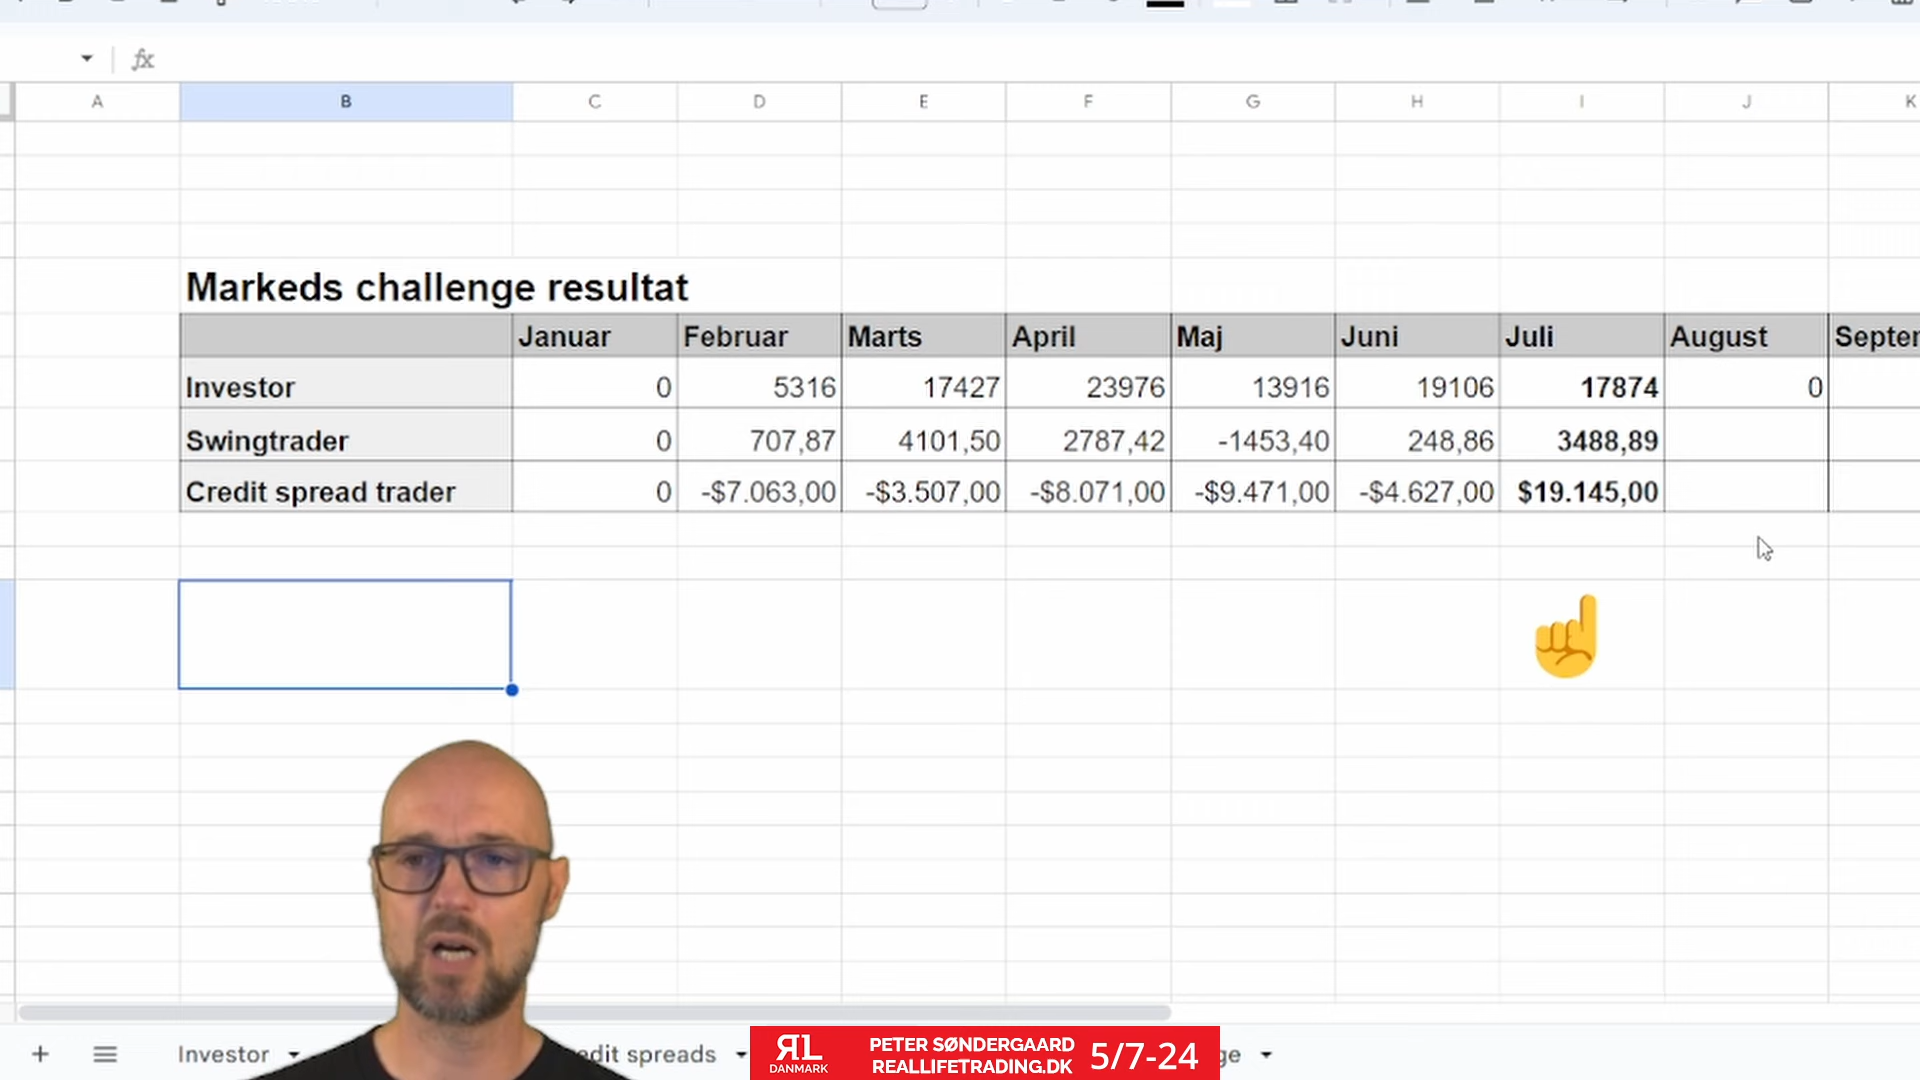 fx
A B C D E F G H I J K
Markeds challenge resultat
Januar Februar Marts April Maj Juni Juli August
Investor 0 5316 17427 23976 13916 19106 17874 0
Swingtrader 0 707,87 4101,50 2787,42 -1453,40 248,86 3488,89
Credit spread trader 0 -$7.063,00 -$3.507,00 -$8.071,00 -$9.471,00 -$4.627,00 $19.145,00
Investor
spreads
RL
DANMARK
PETER SØNDERGAARD
REALLIFETRADING.DK
5/7-24